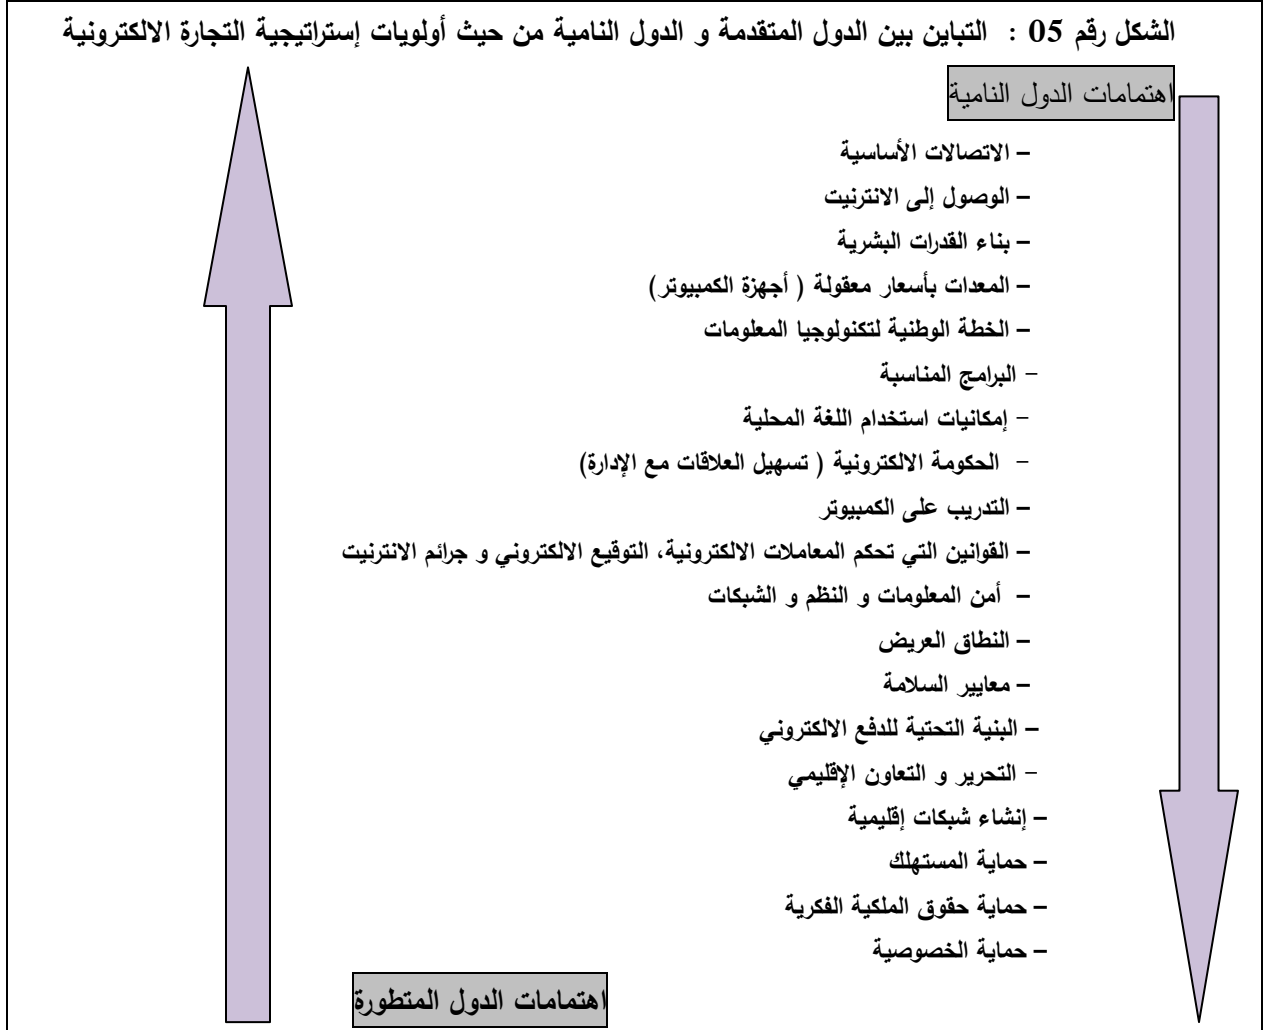 الشكل رقم 05 : التباين بين الدول المتقدمة و الدول النامية من حيث أولويات إستراتيجية التجارة الالكترونية
اهتمامات الدول النامية
– الاتصالات الأساسية
– الوصول إلى الانترنيت
– بناء القدرات البشرية
– المعدات بأسعار معقولة ( أجهزة الكمبيوتر)
– الخطة الوطنية لتكنولوجيا المعلومات
– البرامج المناسبة
– إمكانيات استخدام اللغة المحلية
– الحكومة الالكترونية ( تسهيل العلاقات مع الإدارة)
– التدريب على الكمبيوتر
– القوانين التي تحكم المعاملات الالكترونية، التوقيع الالكتروني و جرائم الانترنيت
– أمن المعلومات و النظم و الشبكات
– النطاق العريض
– معايير السلامة
– البنية التحتية للدفع الالكتروني
– التحرير و التعاون الإقليمي
– إنشاء شبكات إقليمية
– حماية المستهلك
– حماية حقوق الملكية الفكرية
– حماية الخصوصية
اهتمامات الدول المتطورة